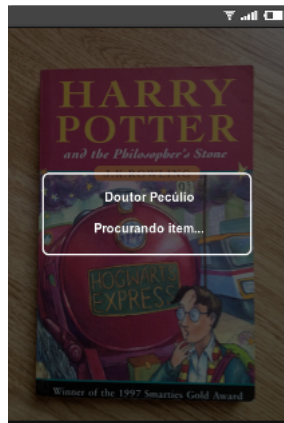 HARRY
POTTER
and the Philosopher's Stone
Doutor Pecúlio
Procurando item...
HOGWARTS
EXPRESS
Winner of the 1997 Smarties Gold Award